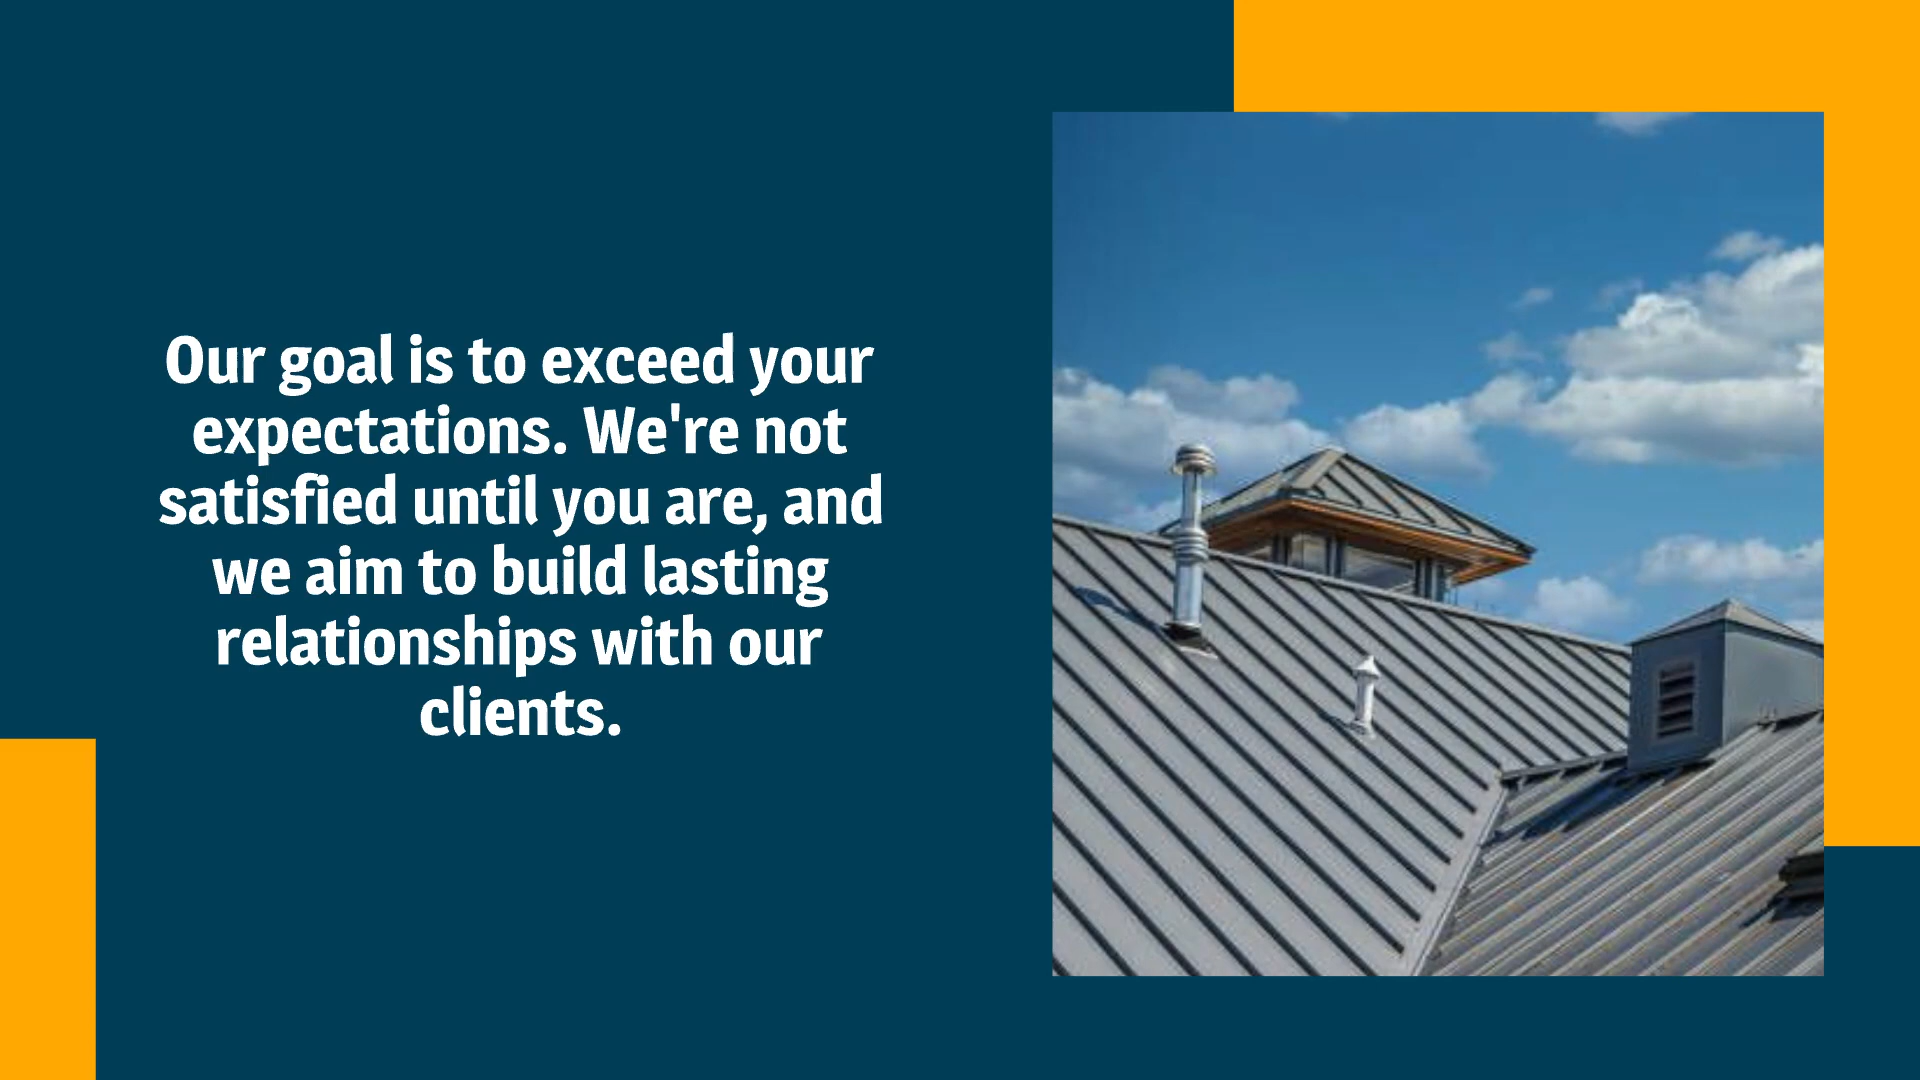 Our goal is to exceed your
expectations. We're not
satisfied until you are, and
we aim to build lasting
relationships with our
clients.